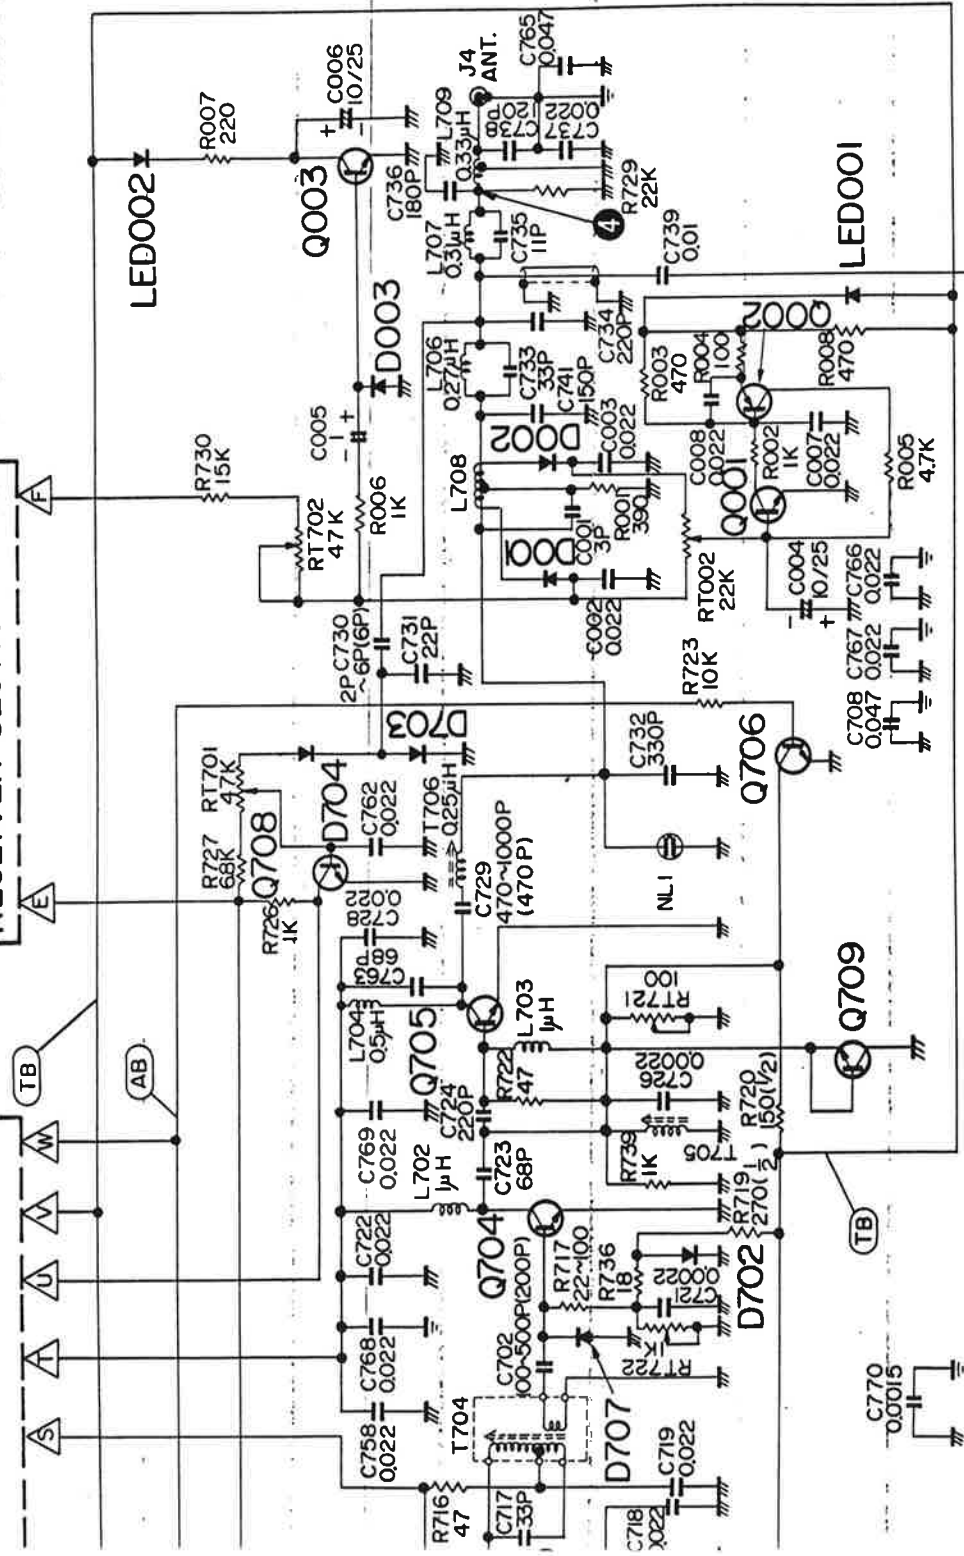 C765
0.047
J4
ANT.
C006
10/25
+
-
R007
220
LED002
Q003
L709
0.33μH
C738
120P
C737
0.022
C736
180P
R729
22K
4
L707
0.31μH
C735
11P
C739
0.01
LED001
D003
L706
0.27μH
C733
33P
C734
220P
C741
150P
R003
470
R004
100
Q002
R008
470
C005
- 1 +
D002
C003
0.022
C008
0.022
R002
1K
C007
0.022
Q001
R005
4.7K
F
R730
15K
RT702
47K
R006
1K
L708
D001
C001
3P
R001
390
C002
0.022
RT002
22K
C004
10/25
-
+
C766
0.022
C767
0.022
C708
0.047
C730
2P
~6P(6P)
C731
22P
R723
10K
D703
C732
330P
Q706
RT701
4.7K
R727
68K
D704
Q708
C762
0.022
T706
0.25μH
C729
470~1000P
(470P)
NL1
E
R726
1K
C728
0.022
C763
68P
L704
0.5μH
Q705
L703
1μH
RT721
100
Q709
TB
AB
R722
47
C726
0.0022
C724
220P
R720
150(1/2)
W
V
U
T
S
C769
0.022
L702
1μH
C723
68P
R739
1K
T705
R719
270(1/2)
TB
C722
0.022
Q704
R717
22~100
R736
18
C721
0.0022
D702
C768
0.022
C702
100~500P(200P)
1K
RT722
C758
0.022
T704
D707
C770
0.0015
R716
47
C717
33P
C719
0.022
C718